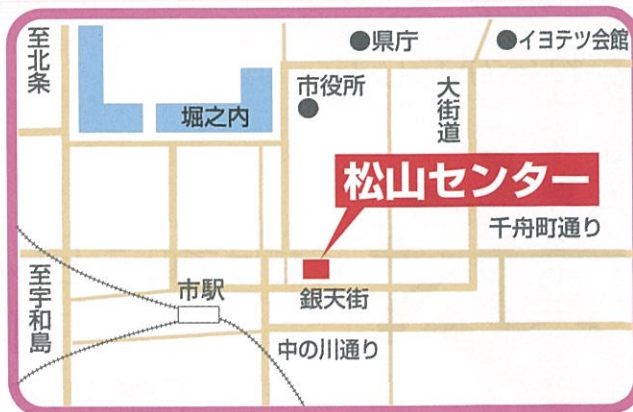 至北条
●県庁
●イヨテツ会館
市役所
大街道
堀之内
松山センター
千舟町通り
至宇和島
市駅
銀天街
中の川通り